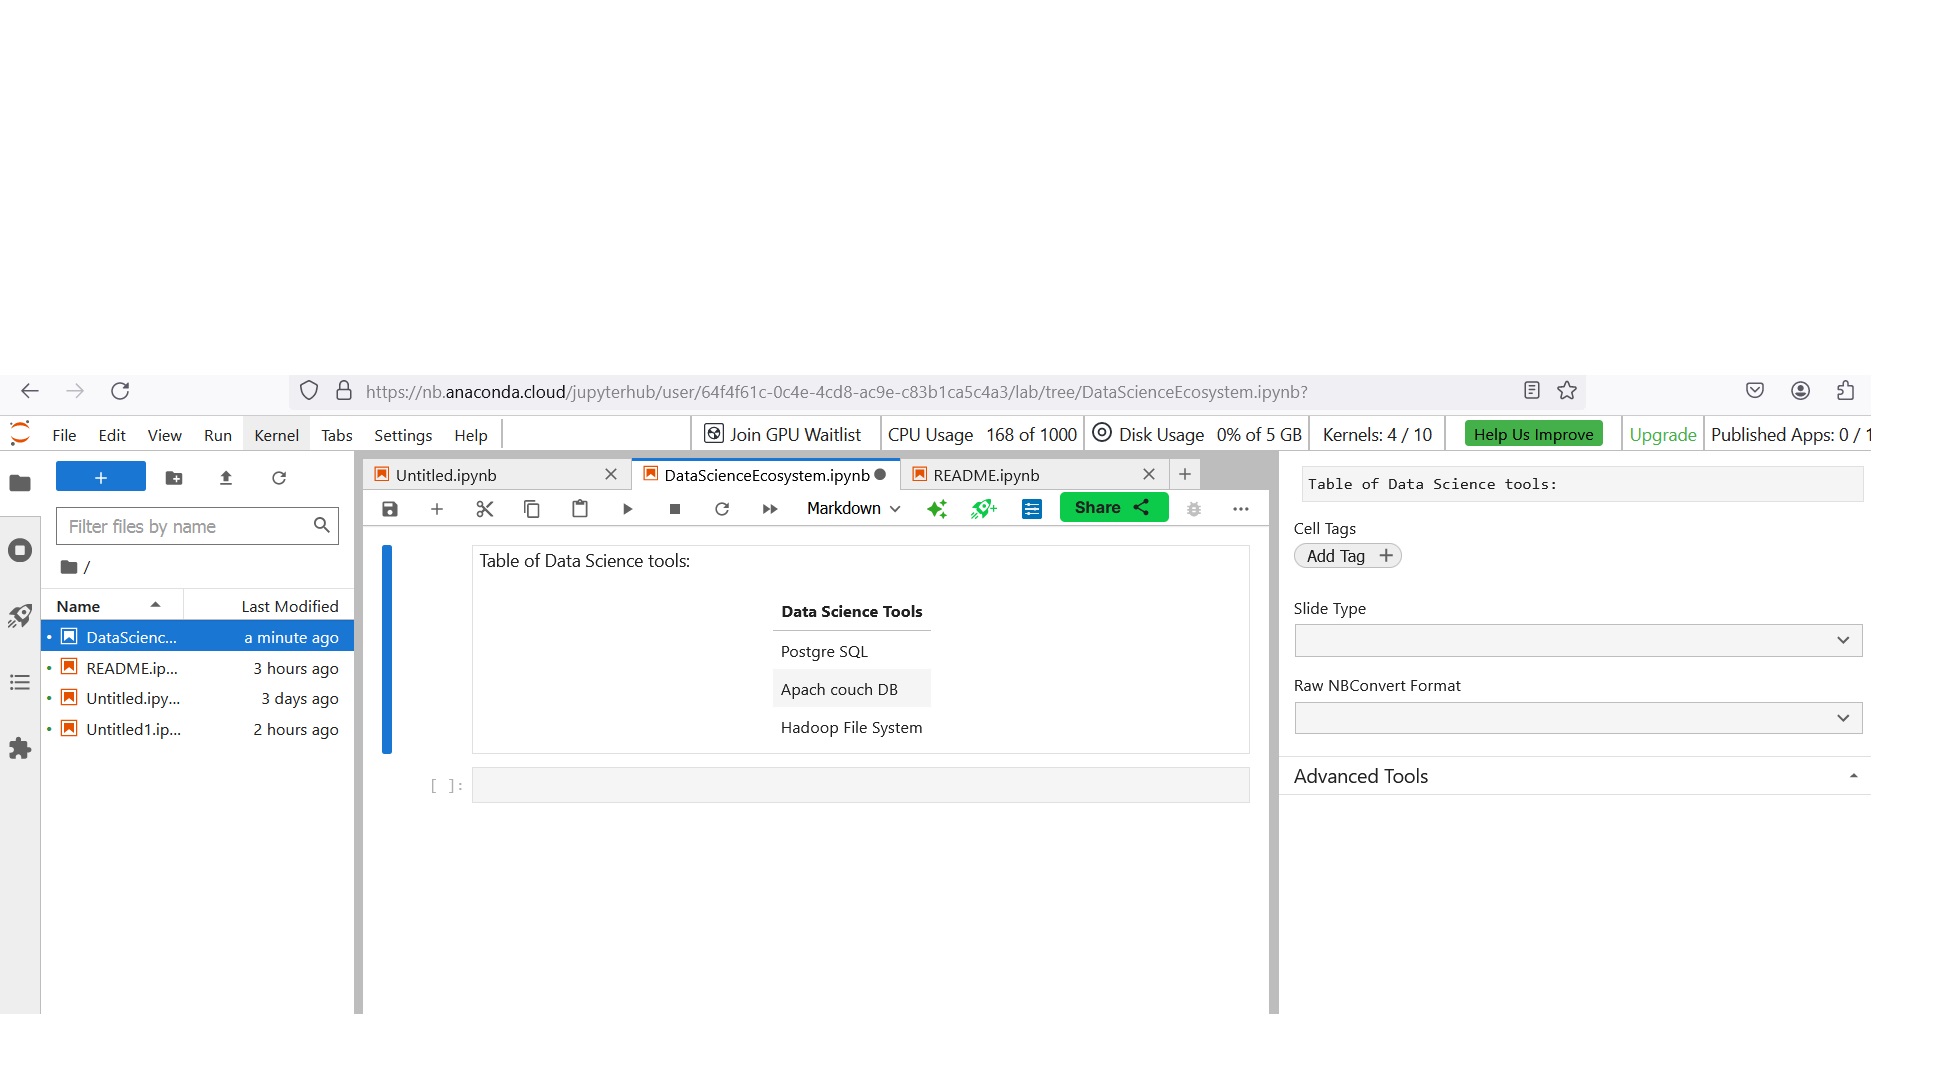 https://nb.anaconda.cloud/jupyterhub/user/64f4f61c-0c4e-4cd8-ac9e-c83b1ca5c4a3/lab/tree/DataScienceEcosystem.ipynb?
File Edit View Run Kernel Tabs Settings Help Join GPU Waitlist CPU Usage 168 of 1000 Disk Usage 0% of 5 GB Kernels: 4 / 10 Help Us Improve Upgrade Published Apps: 0 / 1
Untitled.ipynb DataScienceEcosystem.ipynb README.ipynb
Markdown Share
Filter files by name
/
Name Last Modified
DataScienc... a minute ago
README.ip... 3 hours ago
Untitled.ipy... 3 days ago
Untitled1.ip... 2 hours ago
Table of Data Science tools:
Data Science Tools
Postgre SQL
Apach couch DB
Hadoop File System
[ ]:
Table of Data Science tools:
Cell Tags
Add Tag +
Slide Type
Raw NBConvert Format
Advanced Tools